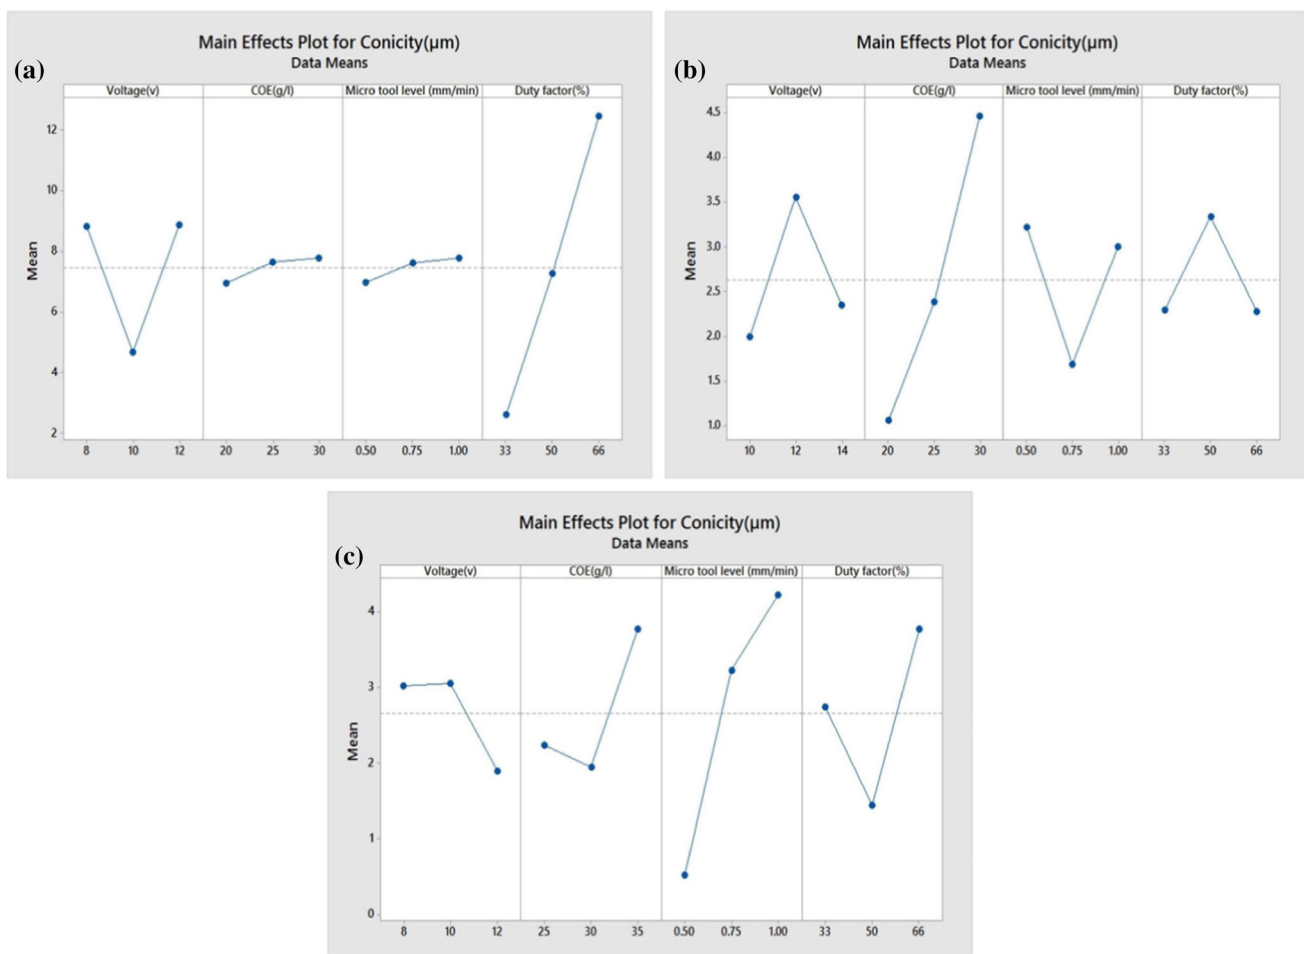 (a)
Main Effects Plot for Conicity(μm)
Data Means
Voltage(v) COE(g/l) Micro tool level (mm/min) Duty factor(%)
Mean
12
10
8
6
4
2
8 10 12 20 25 30 0.50 0.75 1.00 33 50 66
(b)
Main Effects Plot for Conicity(μm)
Data Means
Voltage(v) COE(g/l) Micro tool level (mm/min) Duty factor(%)
Mean
4.5
4.0
3.5
3.0
2.5
2.0
1.5
1.0
10 12 14 20 25 30 0.50 0.75 1.00 33 50 66
(c)
Main Effects Plot for Conicity(μm)
Data Means
Voltage(v) COE(g/l) Micro tool level (mm/min) Duty factor(%)
Mean
4
3
2
1
0
8 10 12 25 30 35 0.50 0.75 1.00 33 50 66